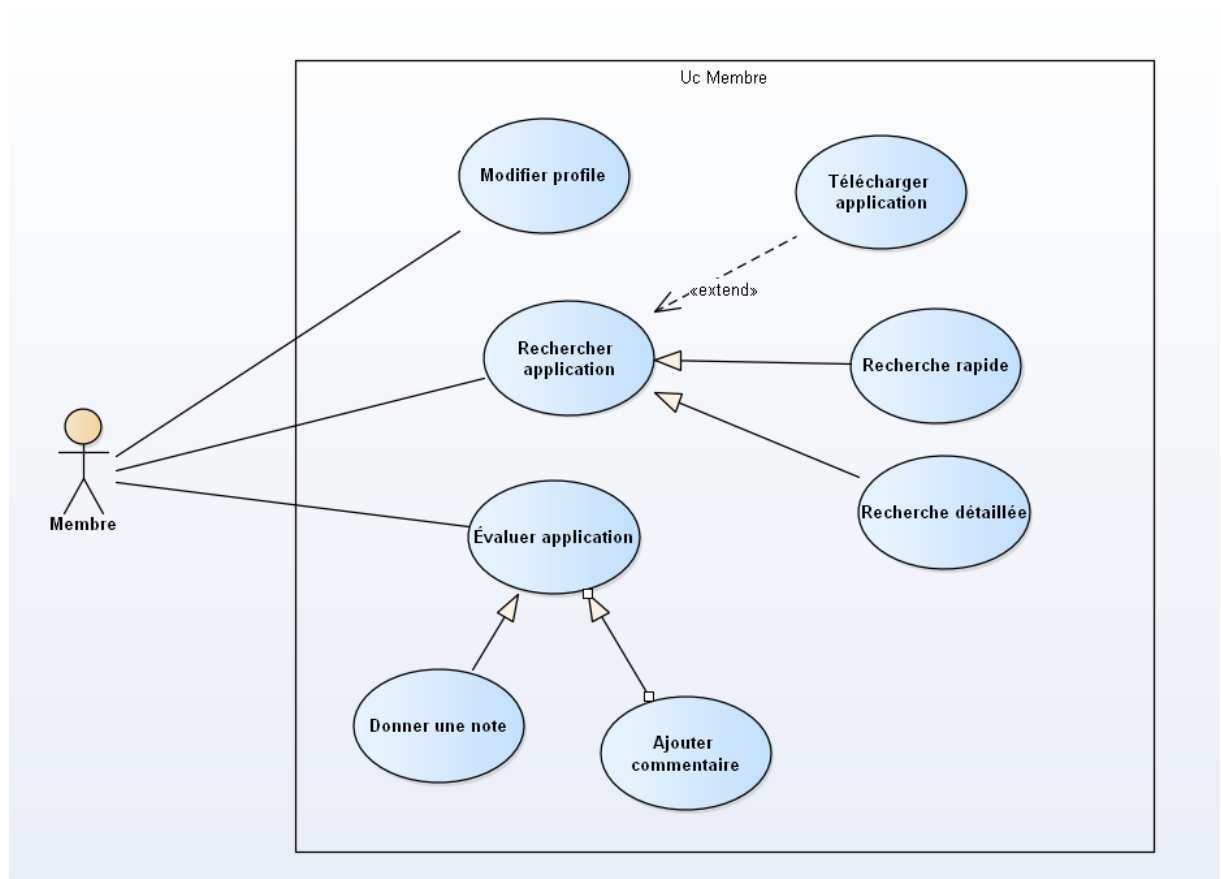 Uc Membre
Modifier profile
Télécharger
application
«extend»
Rechercher
application
Recherche rapide
Recherche détaillée
Membre
Évaluer application
Donner une note
Ajouter
commentaire